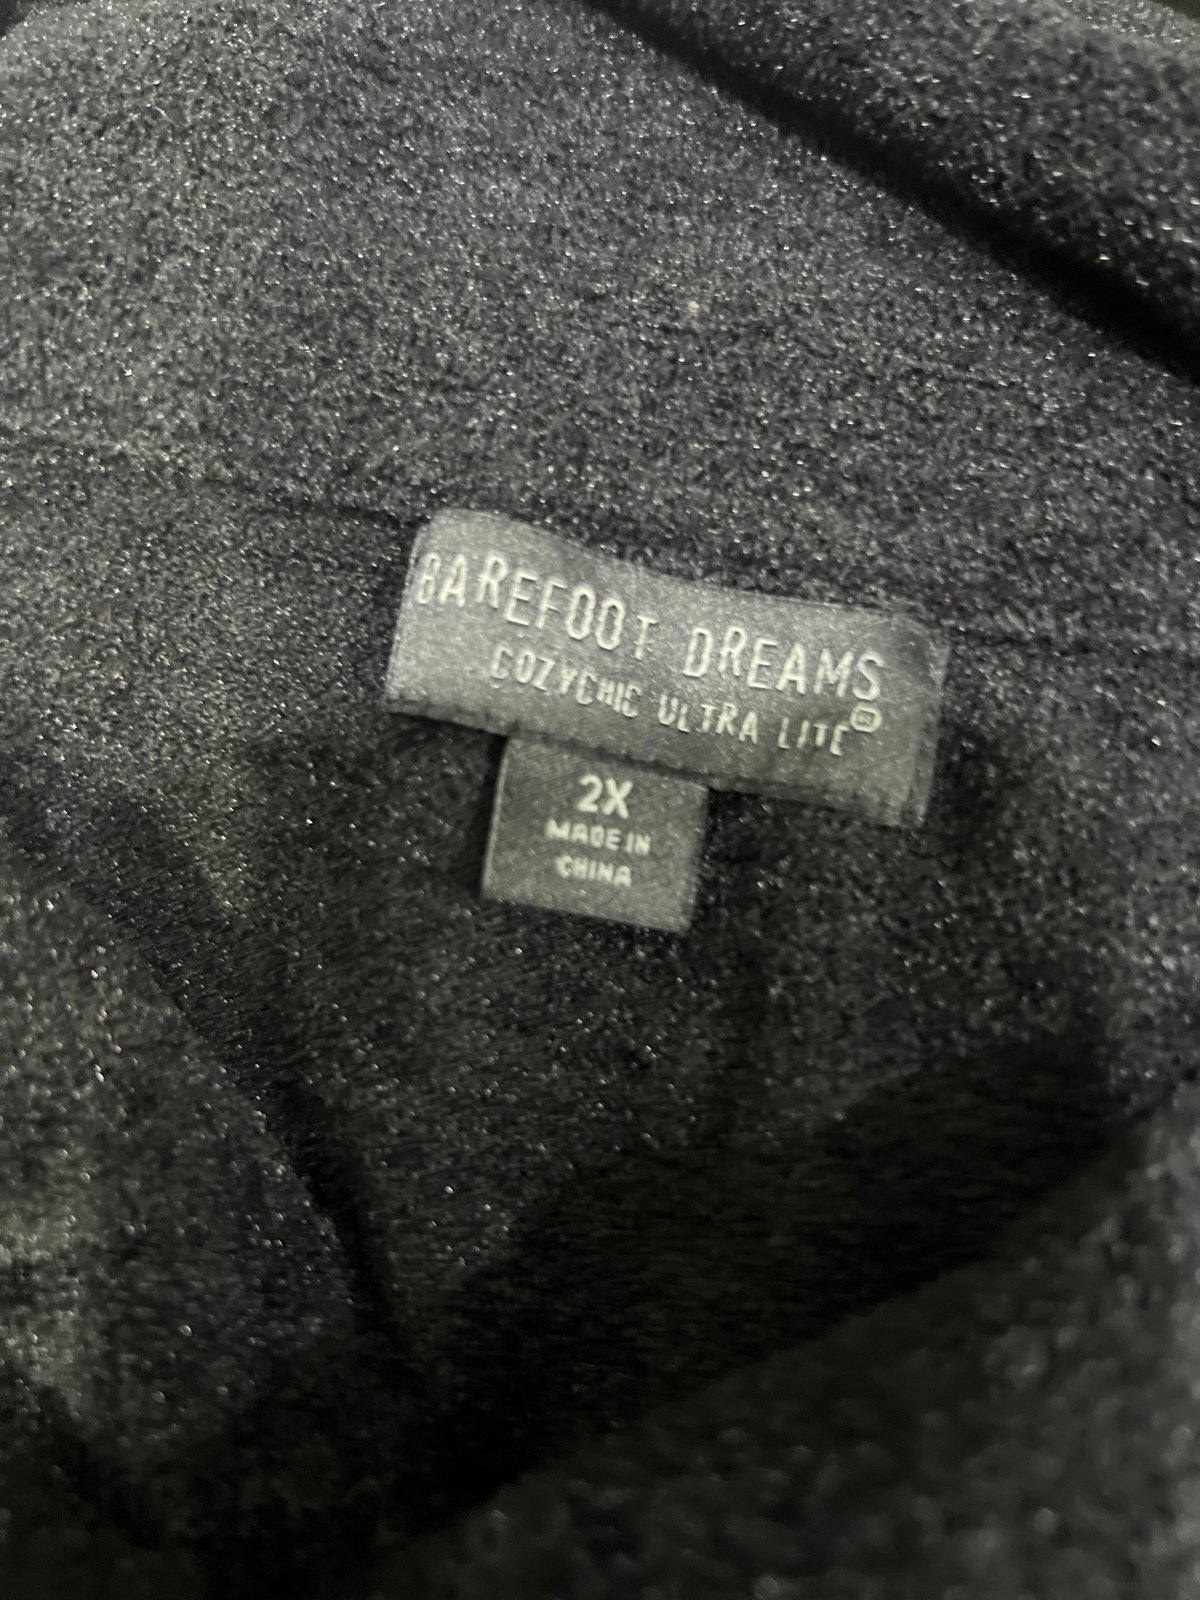 BAREFOOT DREAMS
COZYCHIC ULTRA LITE®
2X
MADE IN
CHINA